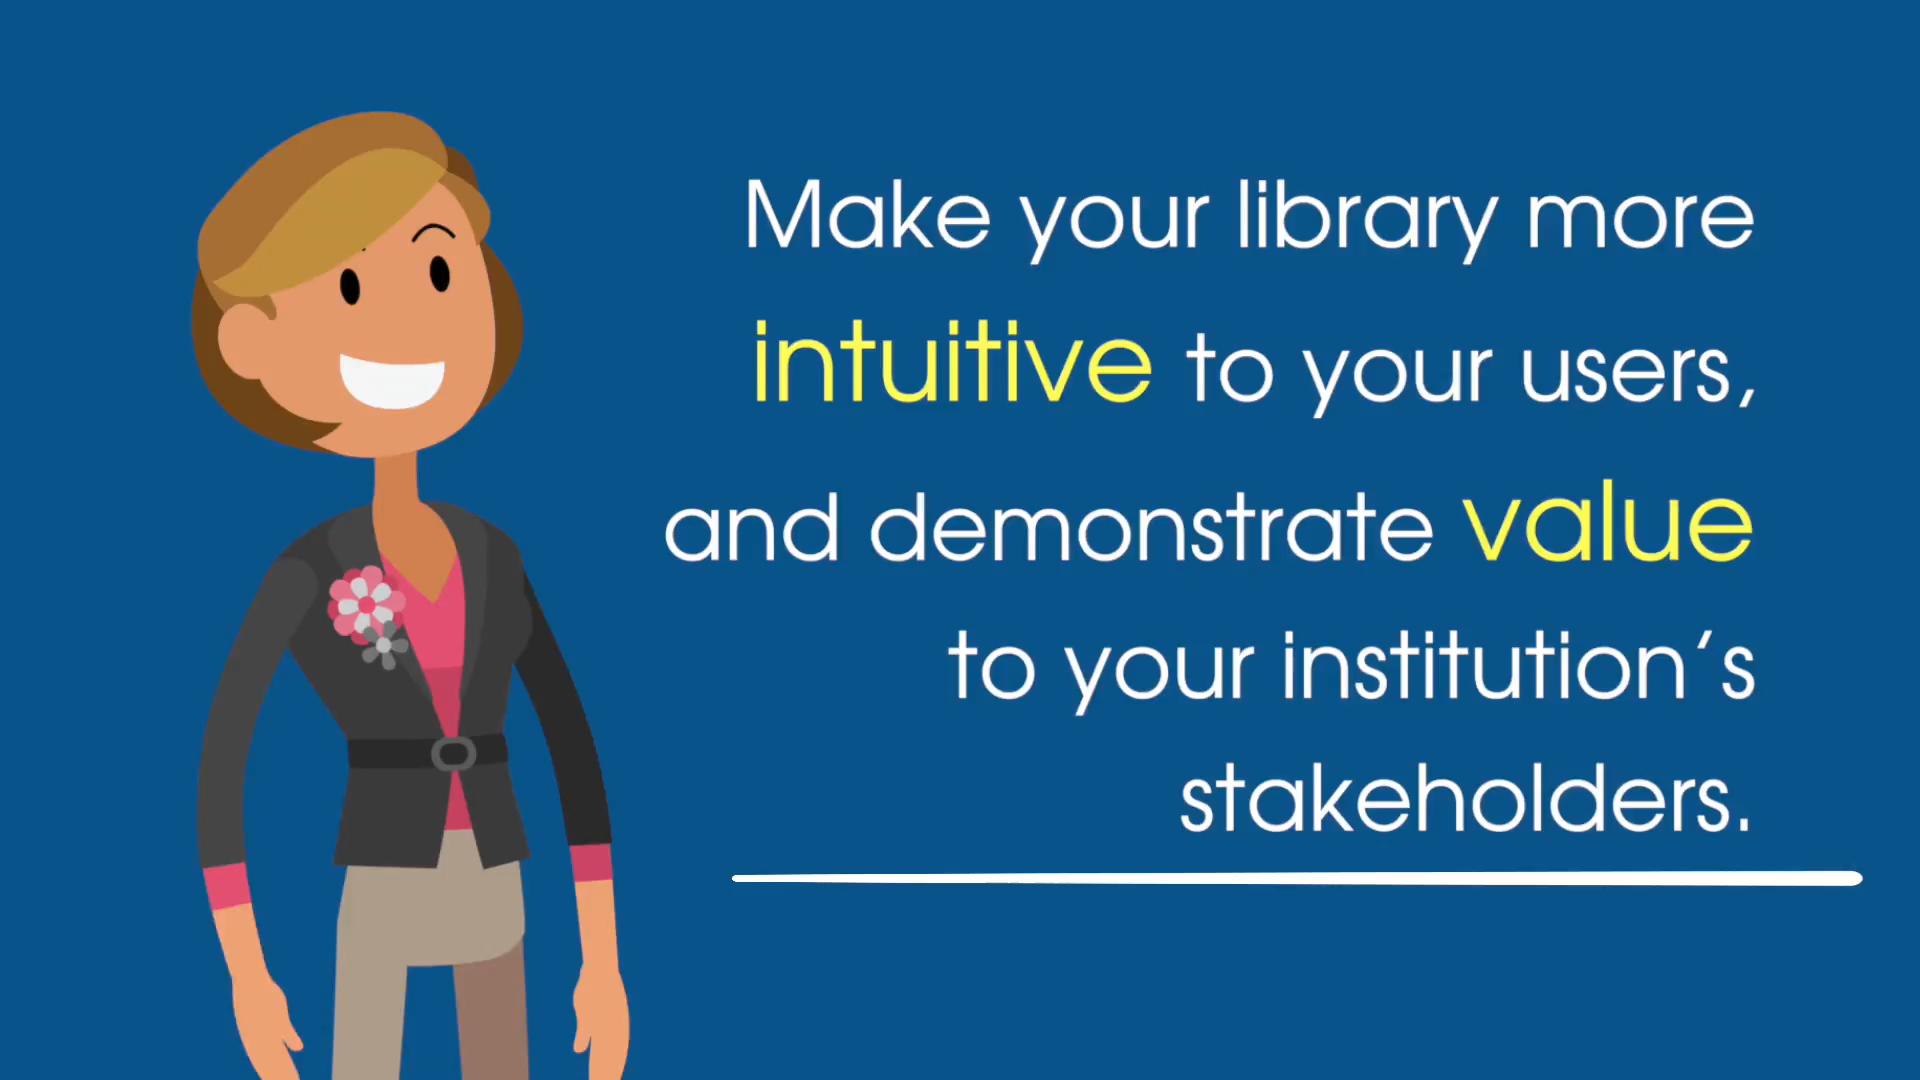 Make your library more
intuitive to your users,
and demonstrate value
to your institution's
stakeholders.